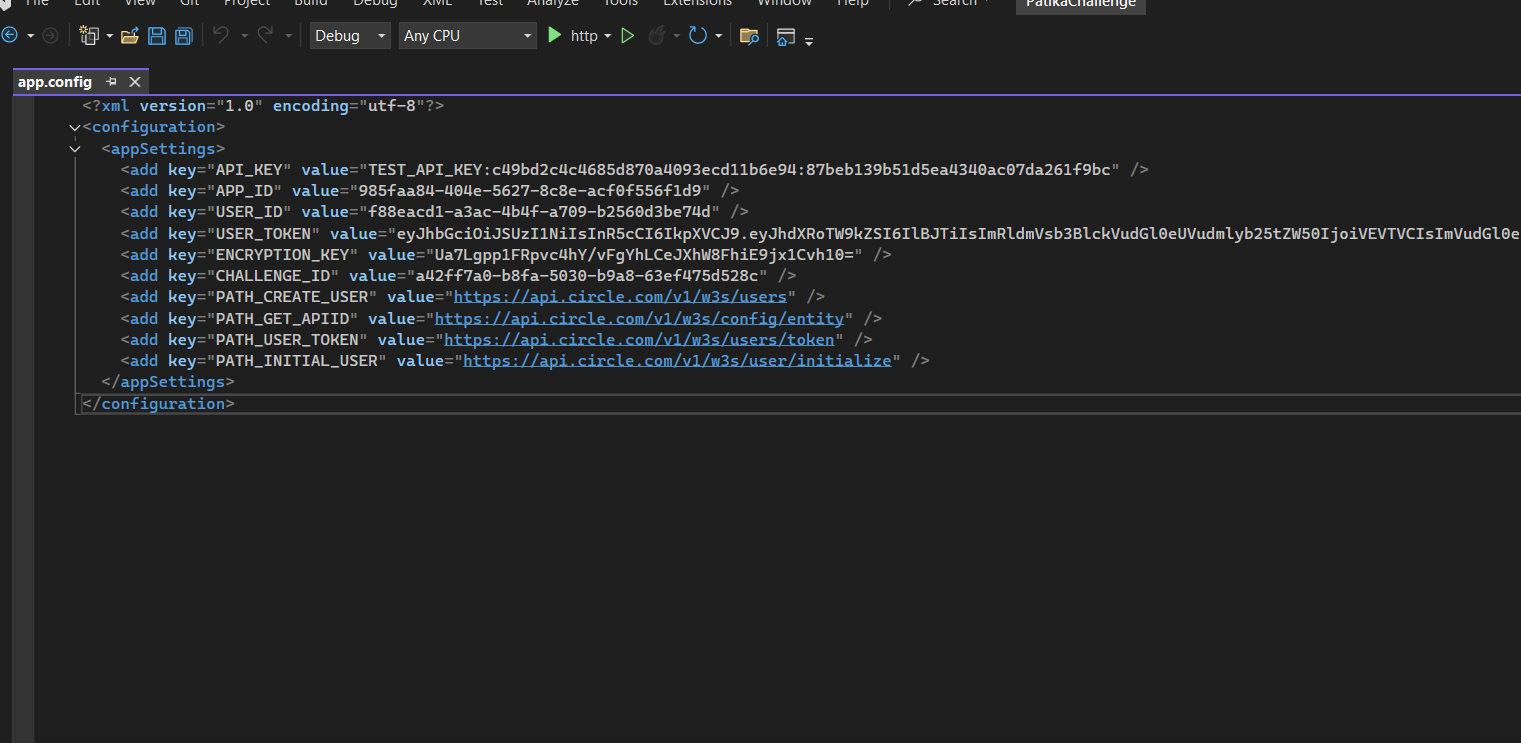 File Edit View Git Project Build Debug XML Test Analyze Tools Extensions Window Help Search PatikaChallenge
Debug Any CPU http
app.config
<?xml version="1.0" encoding="utf-8"?>
<configuration>
<appSettings>
<add key="API_KEY" value="TEST_API_KEY:c49bd2c4c4685d870a4093ecd11b6e94:87beb139b51d5ea4340ac07da261f9bc" />
<add key="APP_ID" value="985faa84-404e-5627-8c8e-acf0f556f1d9" />
<add key="USER_ID" value="f88eacd1-a3ac-4b4f-a709-b2560d3be74d" />
<add key="USER_TOKEN" value="eyJhbGciOiJSUzI1NiIsInR5cCI6IkpXVCJ9.eyJhdXRoTW9kZSI6IlBJTiIsImRldmVsb3BlckVudGl0eUVudmlyb25tZW50IjoiVEVTVCIsImVudGl0e
<add key="ENCRYPTION_KEY" value="Ua7Lgpp1FRpvc4hY/vFgYhLCeJXhW8FhiE9jx1Cvh10=" />
<add key="CHALLENGE_ID" value="a42ff7a0-b8fa-5030-b9a8-63ef475d528c" />
<add key="PATH_CREATE_USER" value="https://api.circle.com/v1/w3s/users" />
<add key="PATH_GET_APIID" value="https://api.circle.com/v1/w3s/config/entity" />
<add key="PATH_USER_TOKEN" value="https://api.circle.com/v1/w3s/users/token" />
<add key="PATH_INITIAL_USER" value="https://api.circle.com/v1/w3s/user/initialize" />
</appSettings>
</configuration>